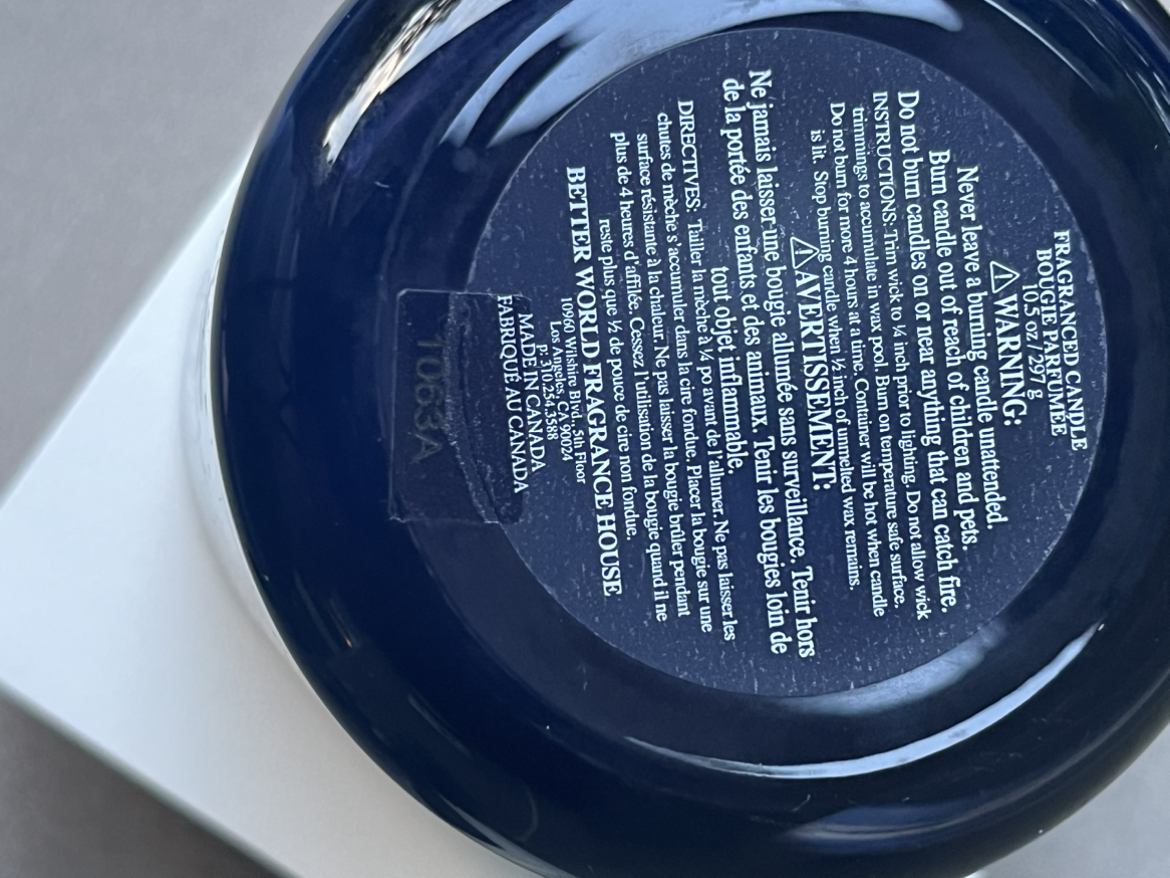 FRAGRANCED CANDLE
BOUGIE PARFUMÉE
10.5 oz / 297 g
⚠ WARNING:
Never leave a burning candle unattended.
Burn candle out of reach of children and pets.
Do not burn candles on or near anything that can catch fire.
INSTRUCTIONS: Trim wick to ¼ inch prior to lighting. Do not allow wick
trimmings to accumulate in wax pool. Burn on temperature safe surface.
Do not burn for more 4 hours at a time. Container will be hot when candle
is lit. Stop burning candle when ½ inch of unmelted wax remains.
⚠ AVERTISSEMENT:
Ne jamais laisser une bougie allumée sans surveillance. Tenir hors
de la portée des enfants et des animaux. Tenir les bougies loin de
tout objet inflammable.
DIRECTIVES: Tailler la mèche à ¼ po avant de l'allumer. Ne pas laisser les
chutes de mèche s'accumuler dans la cire fondue. Placer la bougie sur une
surface résistante à la chaleur. Ne pas laisser la bougie brûler pendant
plus de 4 heures d'affilée. Cessez l'utilisation de la bougie quand il ne
reste plus que ½ de pouce de cire non fondue.
BETTER WORLD FRAGRANCE HOUSE
10960 Wilshire Blvd., 5th Floor
Los Angeles, CA 90024
P: 310.254.3588
MADE IN CANADA
FABRIQUÉ AU CANADA
1063A